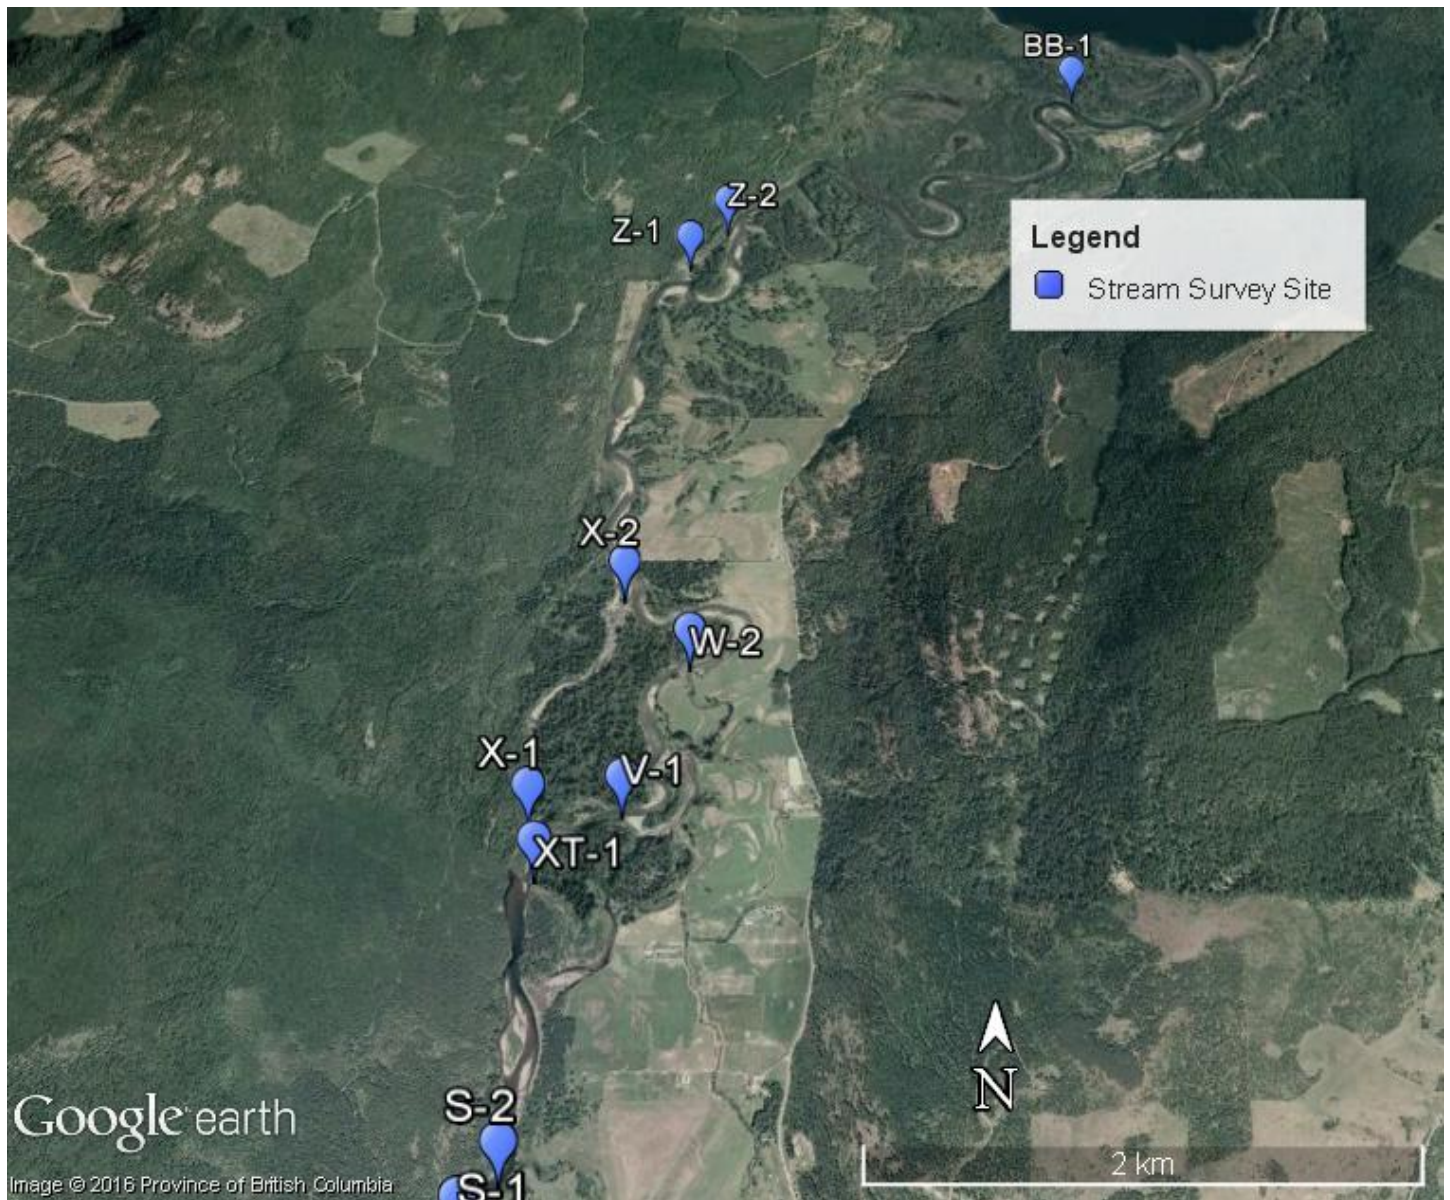 BB-1
Z-2
Z-1
Legend
Stream Survey Site
X-2
W-2
X-1
V-1
XT-1
N
S-2
Google earth
2 km
S-1
Image © 2016 Province of British Columbia